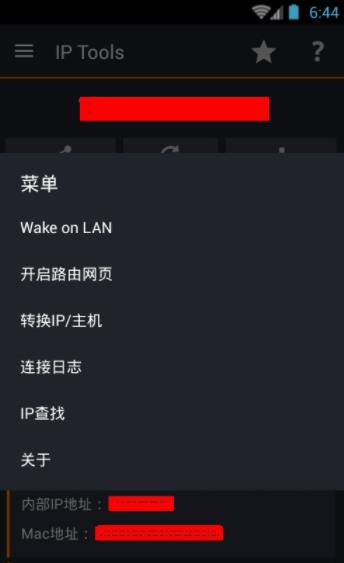 6:44
IP Tools
?
菜单
Wake on LAN
开启路由网页
转换IP/主机
连接日志
IP查找
关于
内部IP地址：
Mac地址：